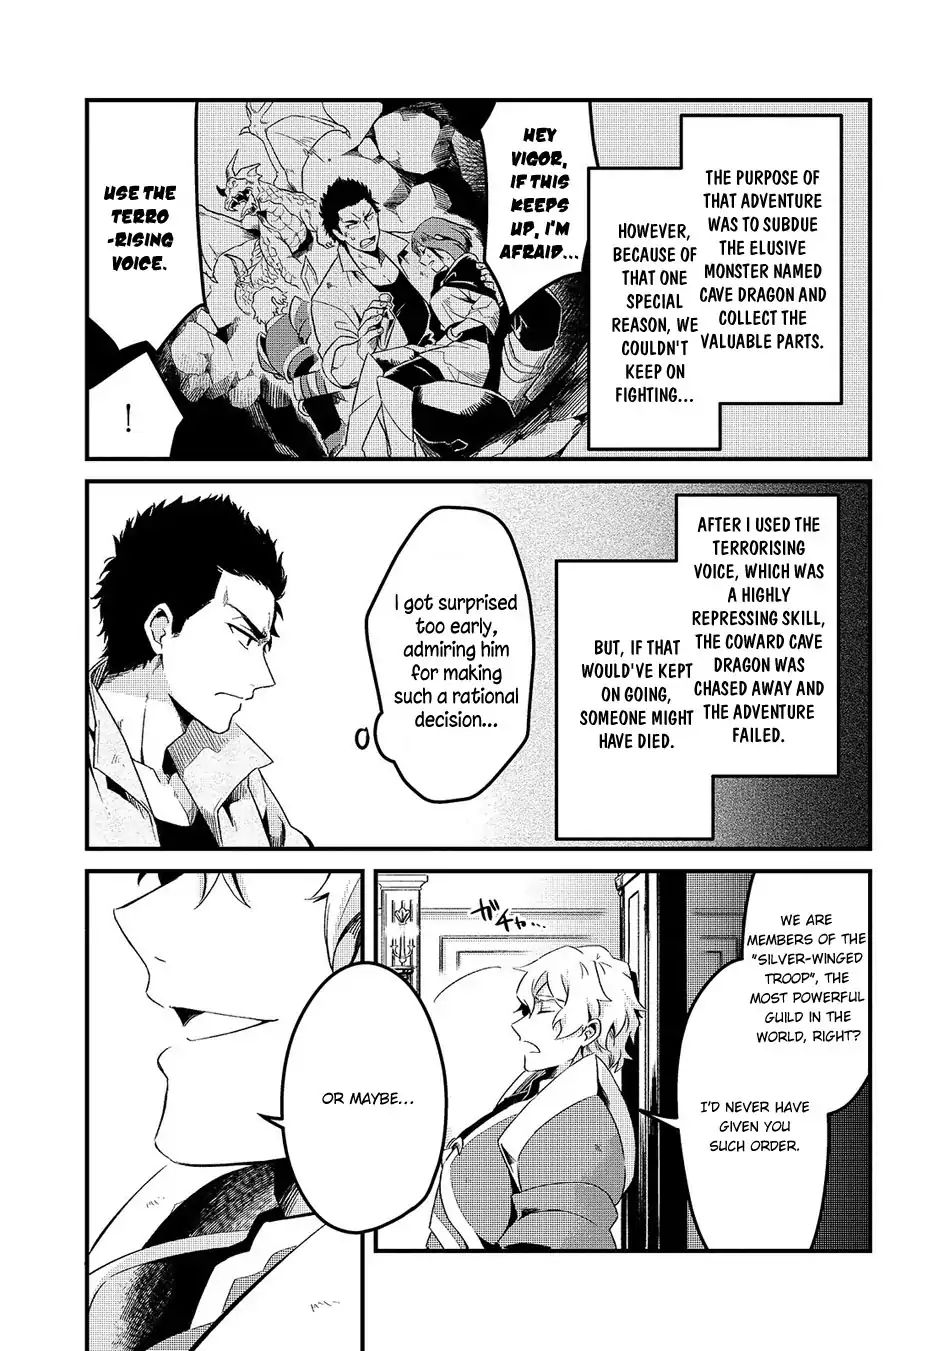 THE PURPOSE OF
THAT ADVENTURE
WAS TO SUBDUE
THE ELUSIVE
MONSTER NAMED
CAVE DRAGON AND
COLLECT THE
VALUABLE PARTS.
HOWEVER,
BECAUSE OF
THAT ONE
SPECIAL
REASON, WE
COULDN'T
KEEP ON
FIGHTING...
HEY
VIGOR,
IF THIS
KEEPS
UP, I'M
AFRAID...
USE THE
TERRO
-RISING
VOICE.
!
AFTER I USED THE
TERRORISING
VOICE, WHICH WAS
A HIGHLY
REPRESSING SKILL,
THE COWARD CAVE
DRAGON WAS
CHASED AWAY AND
THE ADVENTURE
FAILED.
BUT, IF THAT
WOULD'VE KEPT
ON GOING,
SOMEONE MIGHT
HAVE DIED.
I got surprised
too early,
admiring him
for making
such a rational
decision...
WE ARE
MEMBERS OF THE
"SILVER-WINGED
TROOP", THE
MOST POWERFUL
GUILD IN THE
WORLD, RIGHT?
I'D NEVER HAVE
GIVEN YOU
SUCH ORDER.
ガチャ...
OR MAYBE...